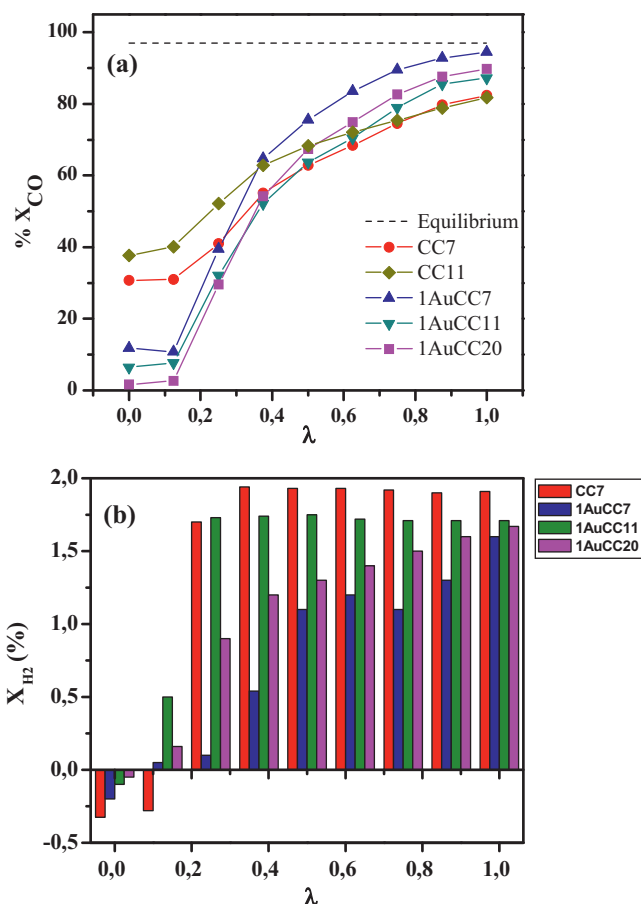 100
80
60
40
20
0
% X_CO
(a)
Equilibrium
CC7
CC11
1AuCC7
1AuCC11
1AuCC20
0,0 0,2 0,4 0,6 0,8 1,0
λ
2,0
1,5
1,0
0,5
0,0
-0,5
X_H2 (%)
(b)
CC7
1AuCC7
1AuCC11
1AuCC20
0,0 0,2 0,4 0,6 0,8 1,0
λ